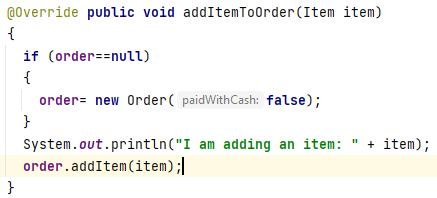 @Override public void addItemToOrder(Item item)
{
  if (order==null)
  {
    order= new Order( paidWithCash: false);
  }
  System.out.println("I am adding an item: " + item);
  order.addItem(item);
}